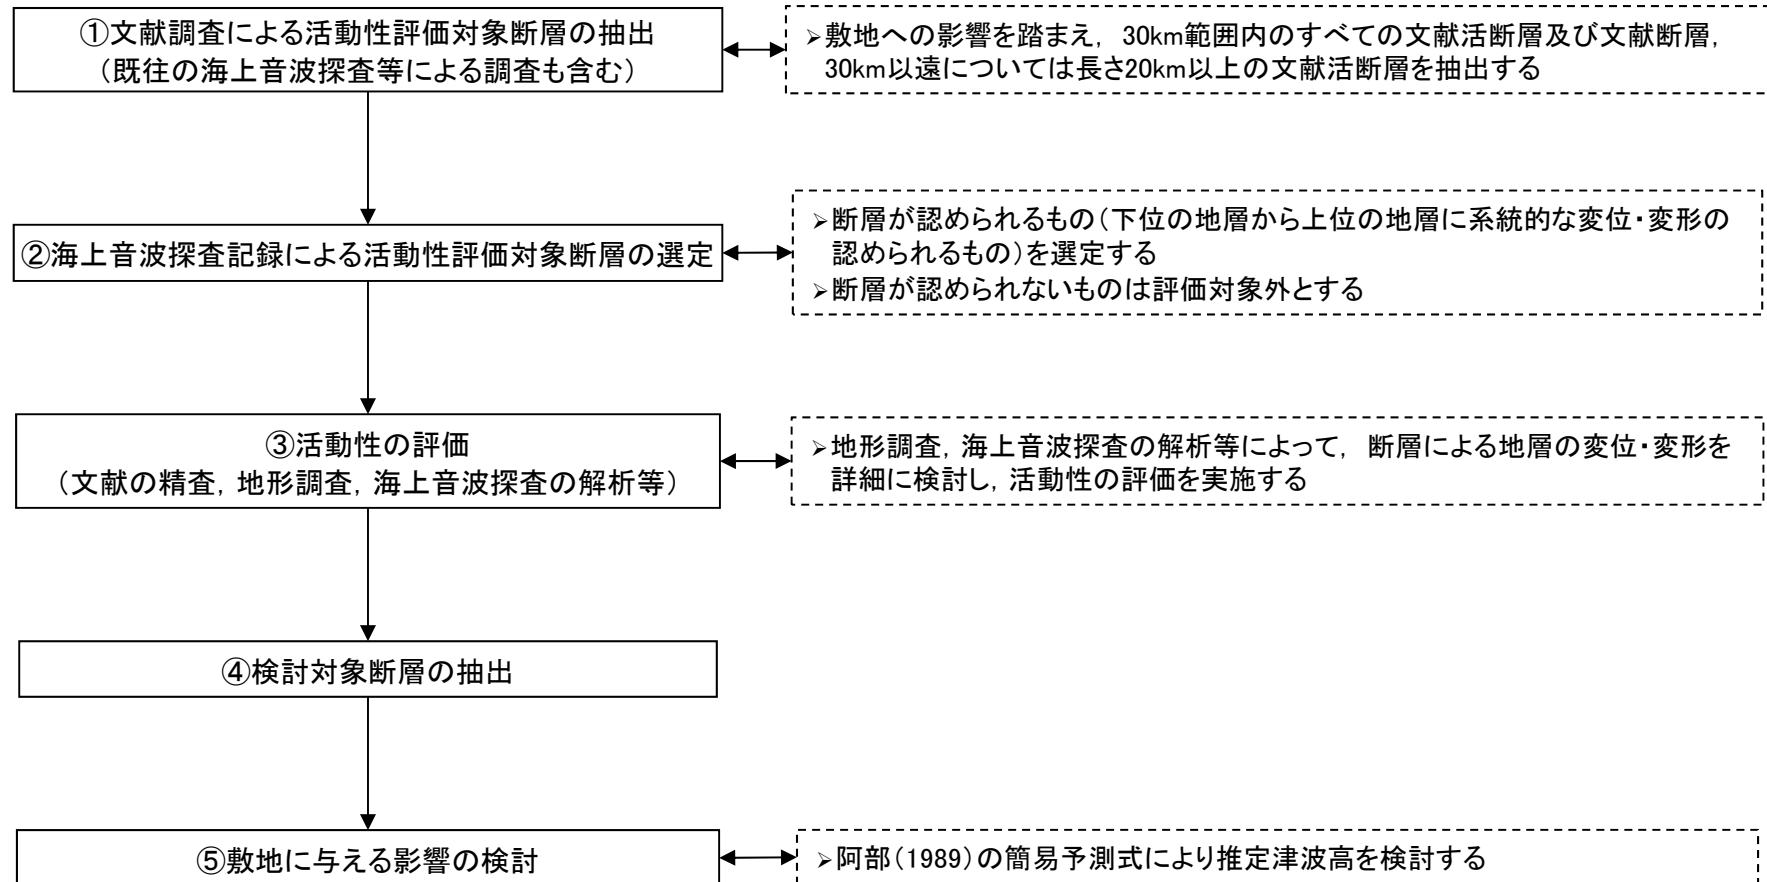 ①文献調査による活動性評価対象断層の抽出
（既往の海上音波探査等による調査も含む）
➢敷地への影響を踏まえ，30km範囲内のすべての文献活断層及び文献断層，
30km以遠については長さ20km以上の文献活断層を抽出する
②海上音波探査記録による活動性評価対象断層の選定
➢断層が認められるもの（下位の地層から上位の地層に系統的な変位・変形の
認められるもの）を選定する
➢断層が認められないものは評価対象外とする
③活動性の評価
（文献の精査，地形調査，海上音波探査の解析等）
➢地形調査，海上音波探査の解析等によって，断層による地層の変位・変形を
詳細に検討し，活動性の評価を実施する
④検討対象断層の抽出
⑤敷地に与える影響の検討
➢阿部（1989）の簡易予測式により推定津波高を検討する